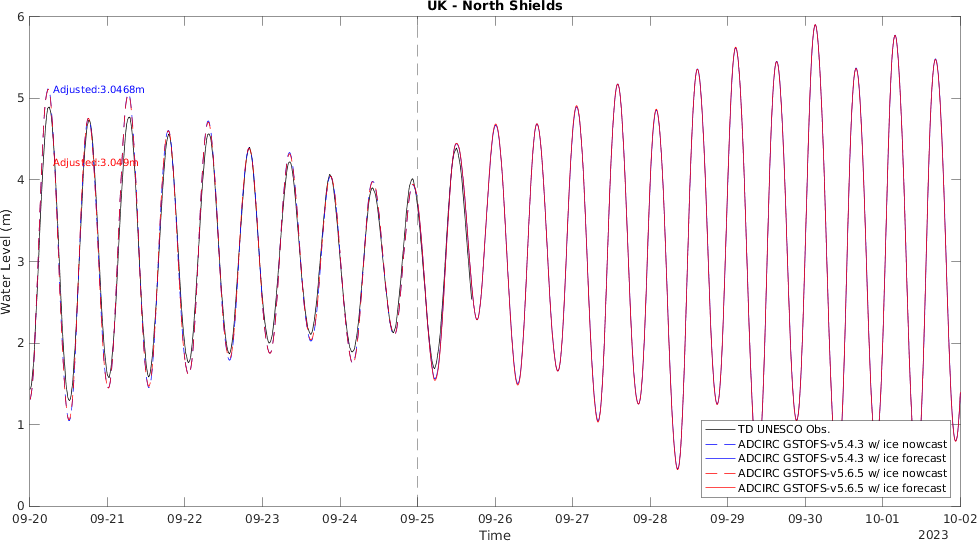 UK - North Shields
6
5
4
3
2
1
0
Water Level (m)
Adjusted:3.0468m
Adjusted:3.049m
TD UNESCO Obs.
ADCIRC GSTOFS-v5.4.3 w/ ice nowcast
ADCIRC GSTOFS-v5.4.3 w/ ice forecast
ADCIRC GSTOFS-v5.6.5 w/ ice nowcast
ADCIRC GSTOFS-v5.6.5 w/ ice forecast
09-20 09-21 09-22 09-23 09-24 09-25 09-26 09-27 09-28 09-29 09-30 10-01 10-02
Time
2023